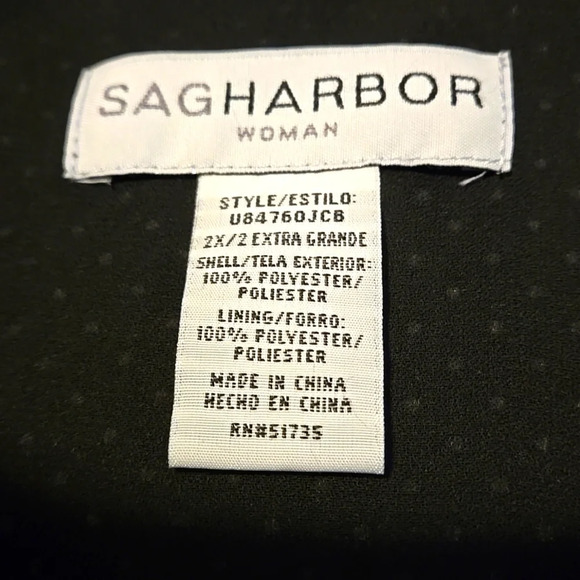 SAGHARBOR
WOMAN
STYLE/ESTILO:
U84760JCB
2X/2 EXTRA GRANDE
SHELL/TELA EXTERIOR:
100% POLYESTER/
POLIESTER
LINING/FORRO:
100% POLYESTER/
POLIESTER
MADE IN CHINA
HECHO EN CHINA
RN#51735